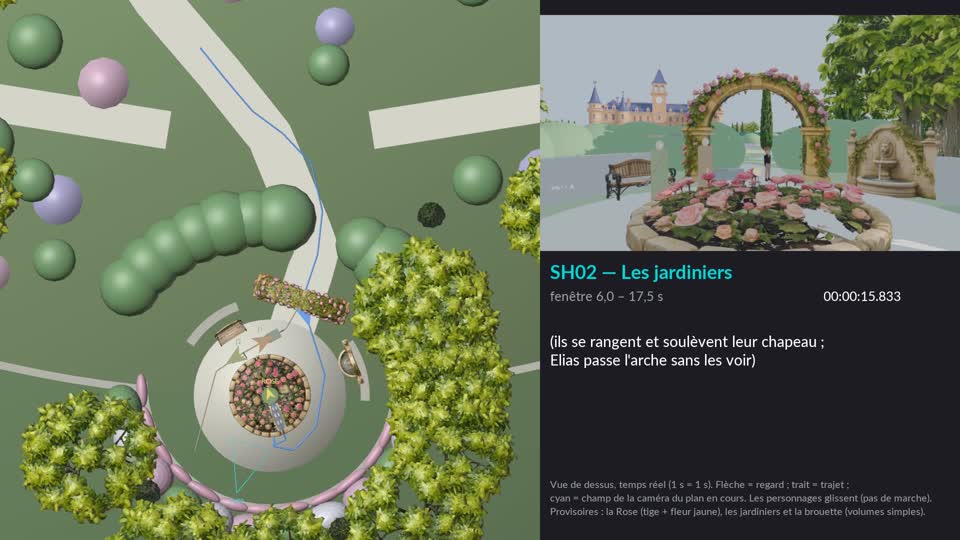 SH02 — Les jardiniers
fenêtre 6,0 – 17,5 s
00:00:15.833
(ils se rangent et soulèvent leur chapeau ;
Elias passe l'arche sans les voir)
Vue de dessus, temps réel (1 s = 1 s). Flèche = regard ; trait = trajet ;
cyan = champ de la caméra du plan en cours. Les personnages glissent (pas de marche).
Provisoires : la Rose (tige + fleur jaune), les jardiniers et la brouette (volumes simples).